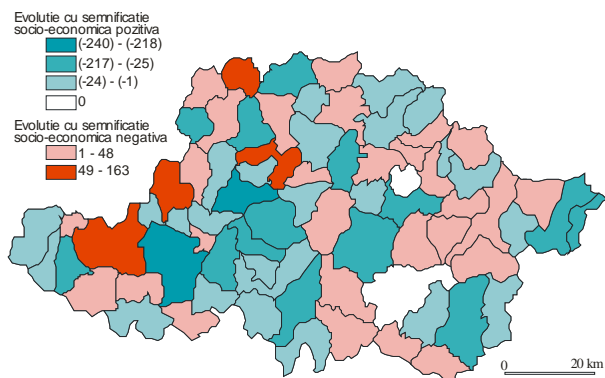 Evolutie cu semnificatie
socio-economica pozitiva
(-240) - (-218)
(-217) - (-25)
(-24) - (-1)
0
Evolutie cu semnificatie
socio-economica negativa
1 - 48
49 - 163
0 20 km